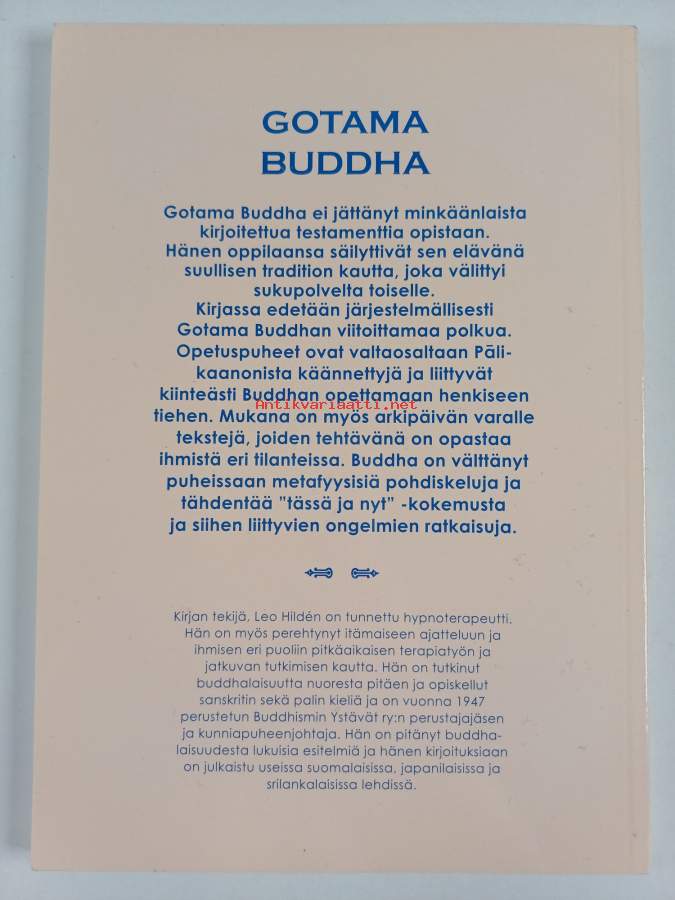 GOTAMA
BUDDHA
Gotama Buddha ei jättänyt minkäänlaista
kirjoitettua testamenttia opistaan.
Hänen oppilaansa säilyttivät sen elävänä
suullisen tradition kautta, joka välittyi
sukupolvelta toiselle.
Kirjassa edetään järjestelmällisesti
Gotama Buddhan viitoittamaa polkua.
Opetuspuheet ovat valtaosaltaan Pāli-
kaanonista käännettyjä ja liittyvät
kiinteästi Buddhan opettamaan henkiseen
Antikvariaatti.net
tiehen. Mukana on myös arkipäivän varalle
tekstejä, joiden tehtävänä on opastaa
ihmistä eri tilanteissa. Buddha on välttänyt
puheissaan metafyysisiä pohdiskeluja ja
tähdentää "tässä ja nyt" -kokemusta
ja siihen liittyvien ongelmien ratkaisuja.
Kirjan tekijä, Leo Hildén on tunnettu hypnoterapeutti.
Hän on myös perehtynyt itämaiseen ajatteluun ja
ihmisen eri puoliin pitkäaikaisen terapiatyön ja
jatkuvan tutkimisen kautta. Hän on tutkinut
buddhalaisuutta nuoresta pitäen ja opiskellut
sanskritin sekä palin kieliä ja on vuonna 1947
perustetun Buddhismin Ystävät ry:n perustajajäsen
ja kunniapuheenjohtaja. Hän on pitänyt buddha-
laisuudesta lukuisia esitelmiä ja hänen kirjoituksiaan
on julkaistu useissa suomalaisissa, japanilaisissa ja
srilankalaisissa lehdissä.